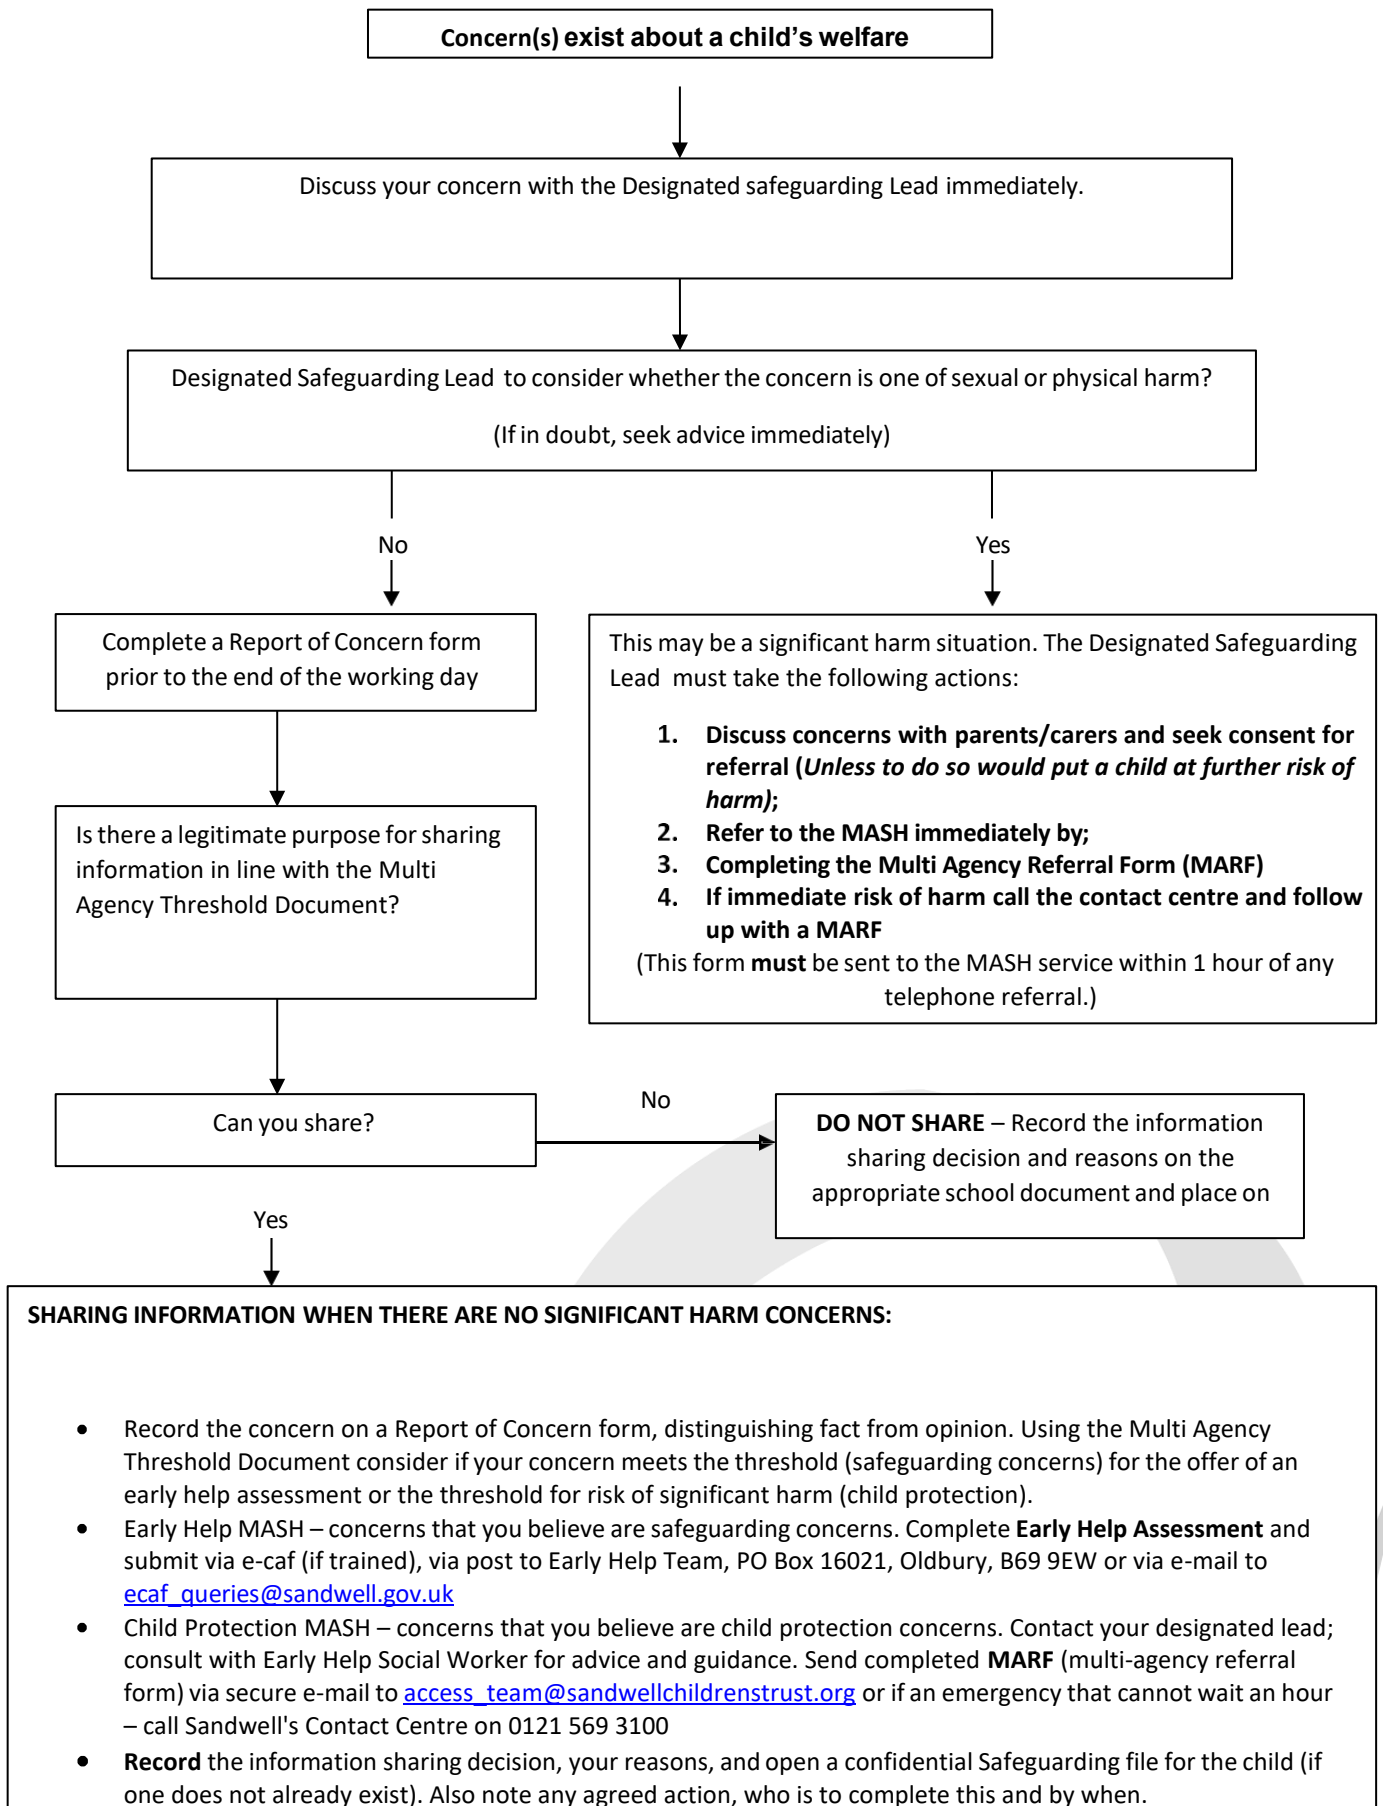 Concern(s) exist about a child's welfare
Discuss your concern with the Designated safeguarding Lead immediately.
Designated Safeguarding Lead to consider whether the concern is one of sexual or physical harm?
(If in doubt, seek advice immediately)
No
Yes
Complete a Report of Concern form
prior to the end of the working day
This may be a significant harm situation. The Designated Safeguarding
Lead must take the following actions:
1. Discuss concerns with parents/carers and seek consent for
referral (Unless to do so would put a child at further risk of
harm);
2. Refer to the MASH immediately by;
3. Completing the Multi Agency Referral Form (MARF)
4. If immediate risk of harm call the contact centre and follow
up with a MARF
(This form must be sent to the MASH service within 1 hour of any
telephone referral.)
Is there a legitimate purpose for sharing
information in line with the Multi
Agency Threshold Document?
Can you share?
No
DO NOT SHARE – Record the information
sharing decision and reasons on the
appropriate school document and place on
Yes
SHARING INFORMATION WHEN THERE ARE NO SIGNIFICANT HARM CONCERNS:
• Record the concern on a Report of Concern form, distinguishing fact from opinion. Using the Multi Agency
Threshold Document consider if your concern meets the threshold (safeguarding concerns) for the offer of an
early help assessment or the threshold for risk of significant harm (child protection).
• Early Help MASH – concerns that you believe are safeguarding concerns. Complete Early Help Assessment and
submit via e-caf (if trained), via post to Early Help Team, PO Box 16021, Oldbury, B69 9EW or via e-mail to
ecaf_queries@sandwell.gov.uk
• Child Protection MASH – concerns that you believe are child protection concerns. Contact your designated lead;
consult with Early Help Social Worker for advice and guidance. Send completed MARF (multi-agency referral
form) via secure e-mail to access_team@sandwellchildrenstrust.org or if an emergency that cannot wait an hour
– call Sandwell's Contact Centre on 0121 569 3100
• Record the information sharing decision, your reasons, and open a confidential Safeguarding file for the child (if
one does not already exist). Also note any agreed action, who is to complete this and by when.